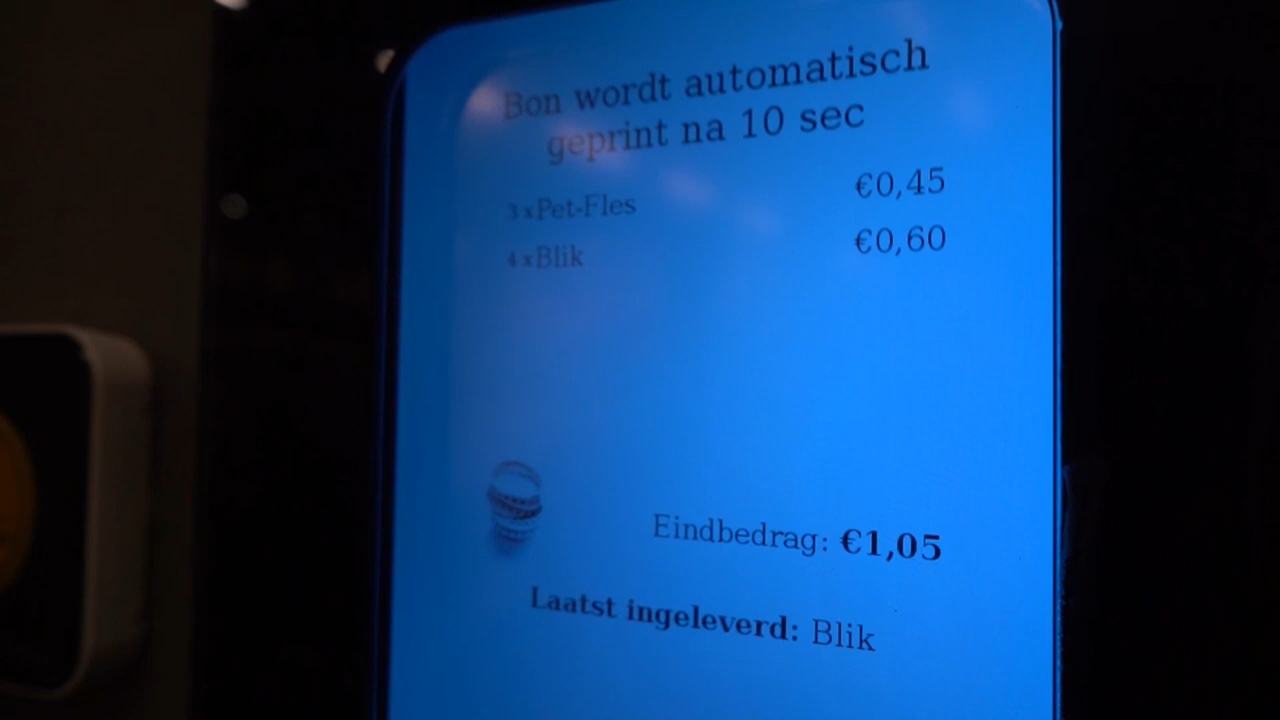 Bon wordt automatisch
geprint na 10 sec
3 x Pet-Fles €0,45
4 x Blik €0,60
Eindbedrag: €1,05
Laatst ingeleverd: Blik